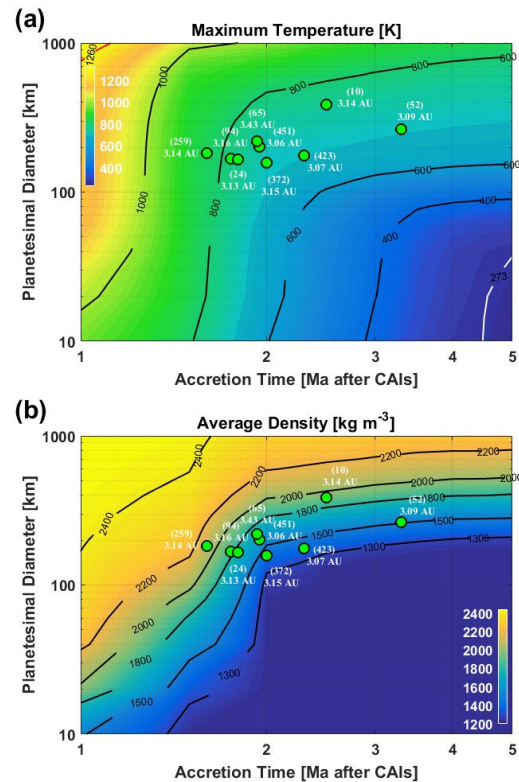 (a)
Maximum Temperature [K]
1000
100
10
Planetesimal Diameter [km]
1260
1200
1000
800
600
400
1000
1000
800
800
800
600
600
600
400
400
273
(259)
3.14 AU
(94)
3.16 AU
(65)
3.43 AU
(451)
3.06 AU
(24)
3.13 AU
(372)
3.15 AU
(423)
3.07 AU
(10)
3.14 AU
(52)
3.09 AU
1 2 3 4 5
Accretion Time [Ma after CAIs]
(b)
Average Density [kg m-3]
1000
100
10
Planetesimal Diameter [km]
2400
2400
2200
2200
2200
2000
2000
2000
1800
1800
1800
1500
1500
1500
1300
1300
1300
(259)
3.14 AU
(94)
3.16 AU
(65)
3.43 AU
(451)
3.06 AU
(24)
3.13 AU
(372)
3.15 AU
(423)
3.07 AU
(10)
3.14 AU
(52)
3.09 AU
2400
2200
2000
1800
1600
1400
1200
1 2 3 4 5
Accretion Time [Ma after CAIs]